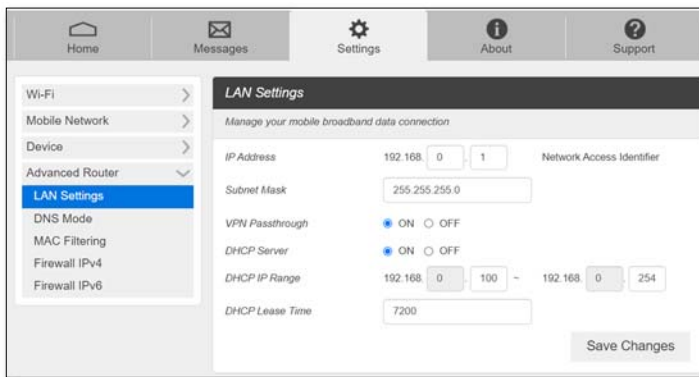 Home Messages Settings About Support
Wi-Fi
Mobile Network
Device
Advanced Router
LAN Settings
DNS Mode
MAC Filtering
Firewall IPv4
Firewall IPv6
LAN Settings
Manage your mobile broadband data connection
IP Address 192.168. 0 . 1 Network Access Identifier
Subnet Mask 255.255.255.0
VPN Passthrough ON OFF
DHCP Server ON OFF
DHCP IP Range 192.168. 0 . 100 ~ 192.168. 0 . 254
DHCP Lease Time 7200
Save Changes